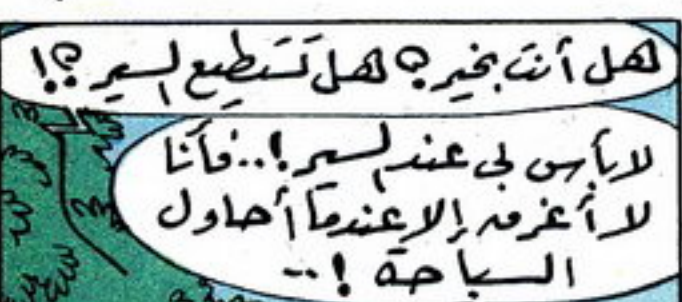 هل أنت بخير؟ هل تستطيع السير؟!
لا بأس بي عند السير!.. فأنا
لا أغرق إلا عندما أحاول
السباحة!..